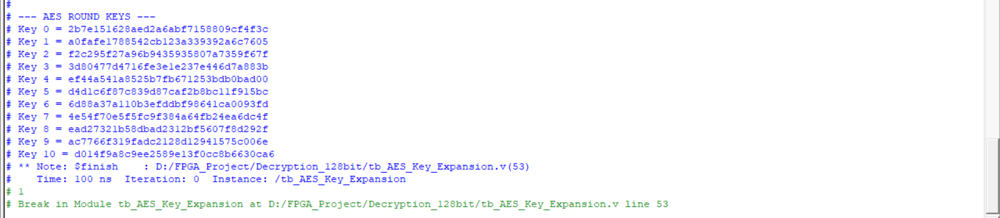 #
# --- AES ROUND KEYS ---
# Key 0 = 2b7e151628aed2a6abf7158809cf4f3c
# Key 1 = a0fafe1788542cb123a339392a6c7605
# Key 2 = f2c295f27a96b9435935807a7359f67f
# Key 3 = 3d80477d4716fe3e1e237e446d7a883b
# Key 4 = ef44a541a8525b7fb671253bdb0bad00
# Key 5 = d4d1c6f87c839d87caf2b8bc11f915bc
# Key 6 = 6d88a37a110b3efddbf98641ca0093fd
# Key 7 = 4e54f70e5f5fc9f384a64fb24ea6dc4f
# Key 8 = ead27321b58dbad2312bf5607f8d292f
# Key 9 = ac7766f319fadc2128d12941575c006e
# Key 10 = d014f9a8c9ee2589e13f0cc8b6630ca6
# ** Note: $finish    : D:/FPGA_Project/Decryption_128bit/tb_AES_Key_Expansion.v(53)
#    Time: 100 ns  Iteration: 0  Instance: /tb_AES_Key_Expansion
# 1
# Break in Module tb_AES_Key_Expansion at D:/FPGA_Project/Decryption_128bit/tb_AES_Key_Expansion.v line 53